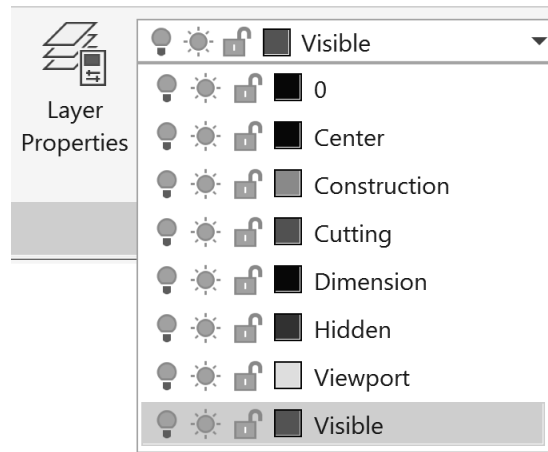 Visible
Layer
Properties
0
Center
Construction
Cutting
Dimension
Hidden
Viewport
Visible